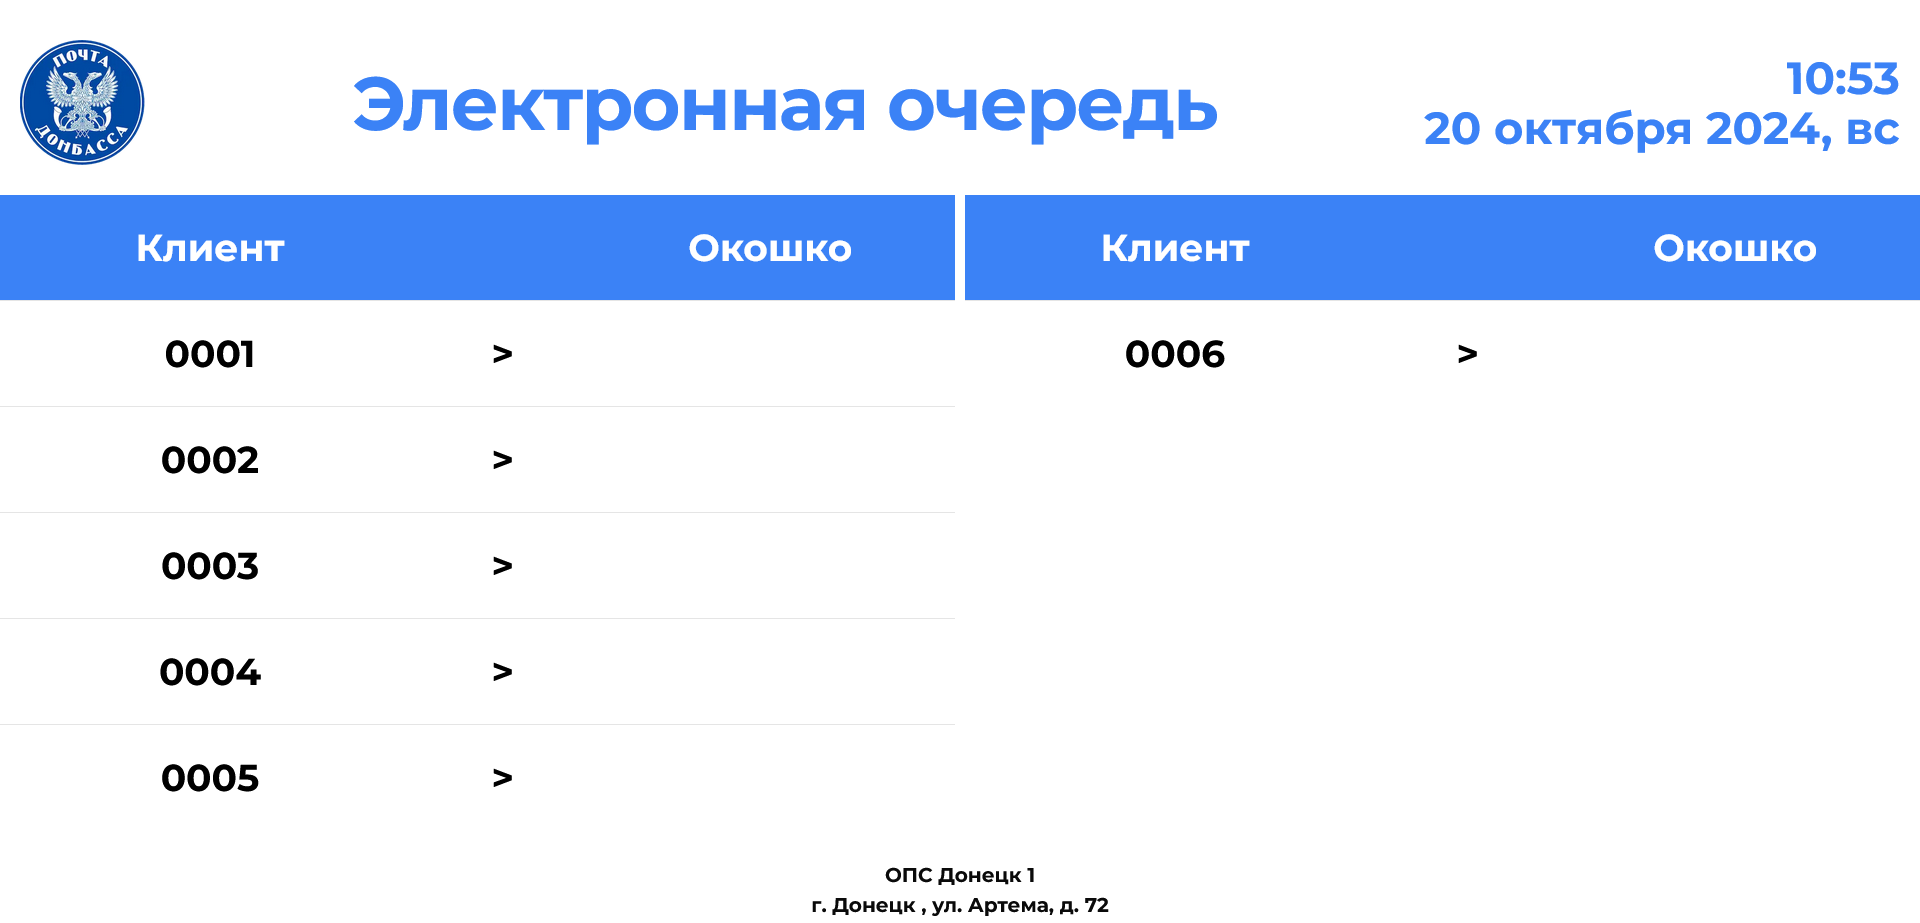 ПОЧТА
ДОНБАССА
Электронная очередь
10:53
20 октября 2024, вс
Клиент Окошко
0001 >
0002 >
0003 >
0004 >
0005 >
Клиент Окошко
0006 >
ОПС Донецк 1
г. Донецк , ул. Артема, д. 72